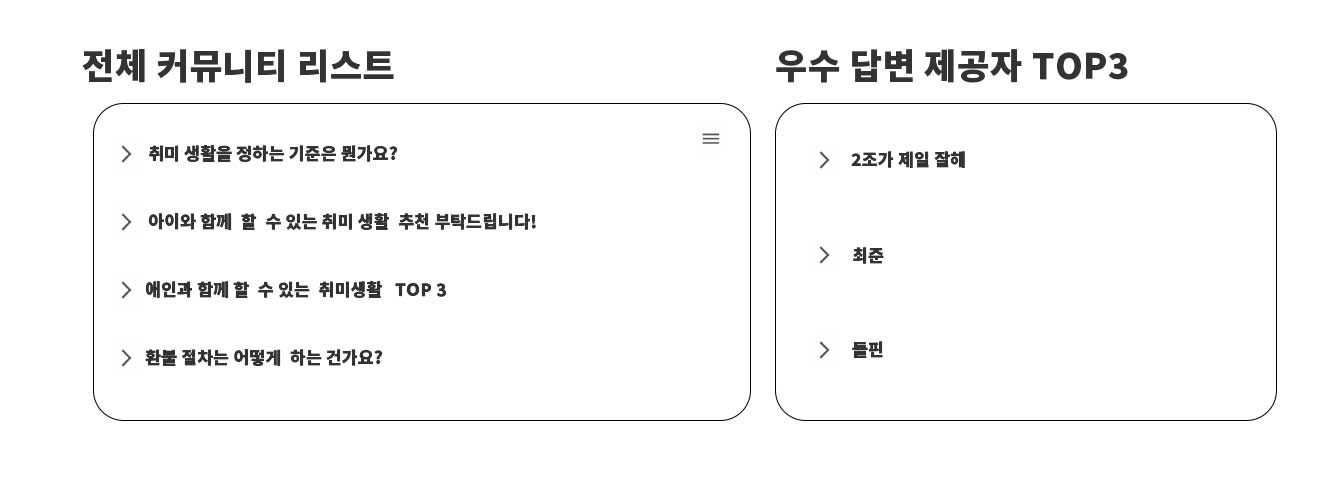 전체 커뮤니티 리스트
취미 생활을 정하는 기준은 뭔가요?
아이와 함께 할 수 있는 취미 생활 추천 부탁드립니다!
애인과 함께 할 수 있는 취미생활 TOP 3
환불 절차는 어떻게 하는 건가요?
우수 답변 제공자 TOP3
2조가 제일 잘해
최준
돌핀